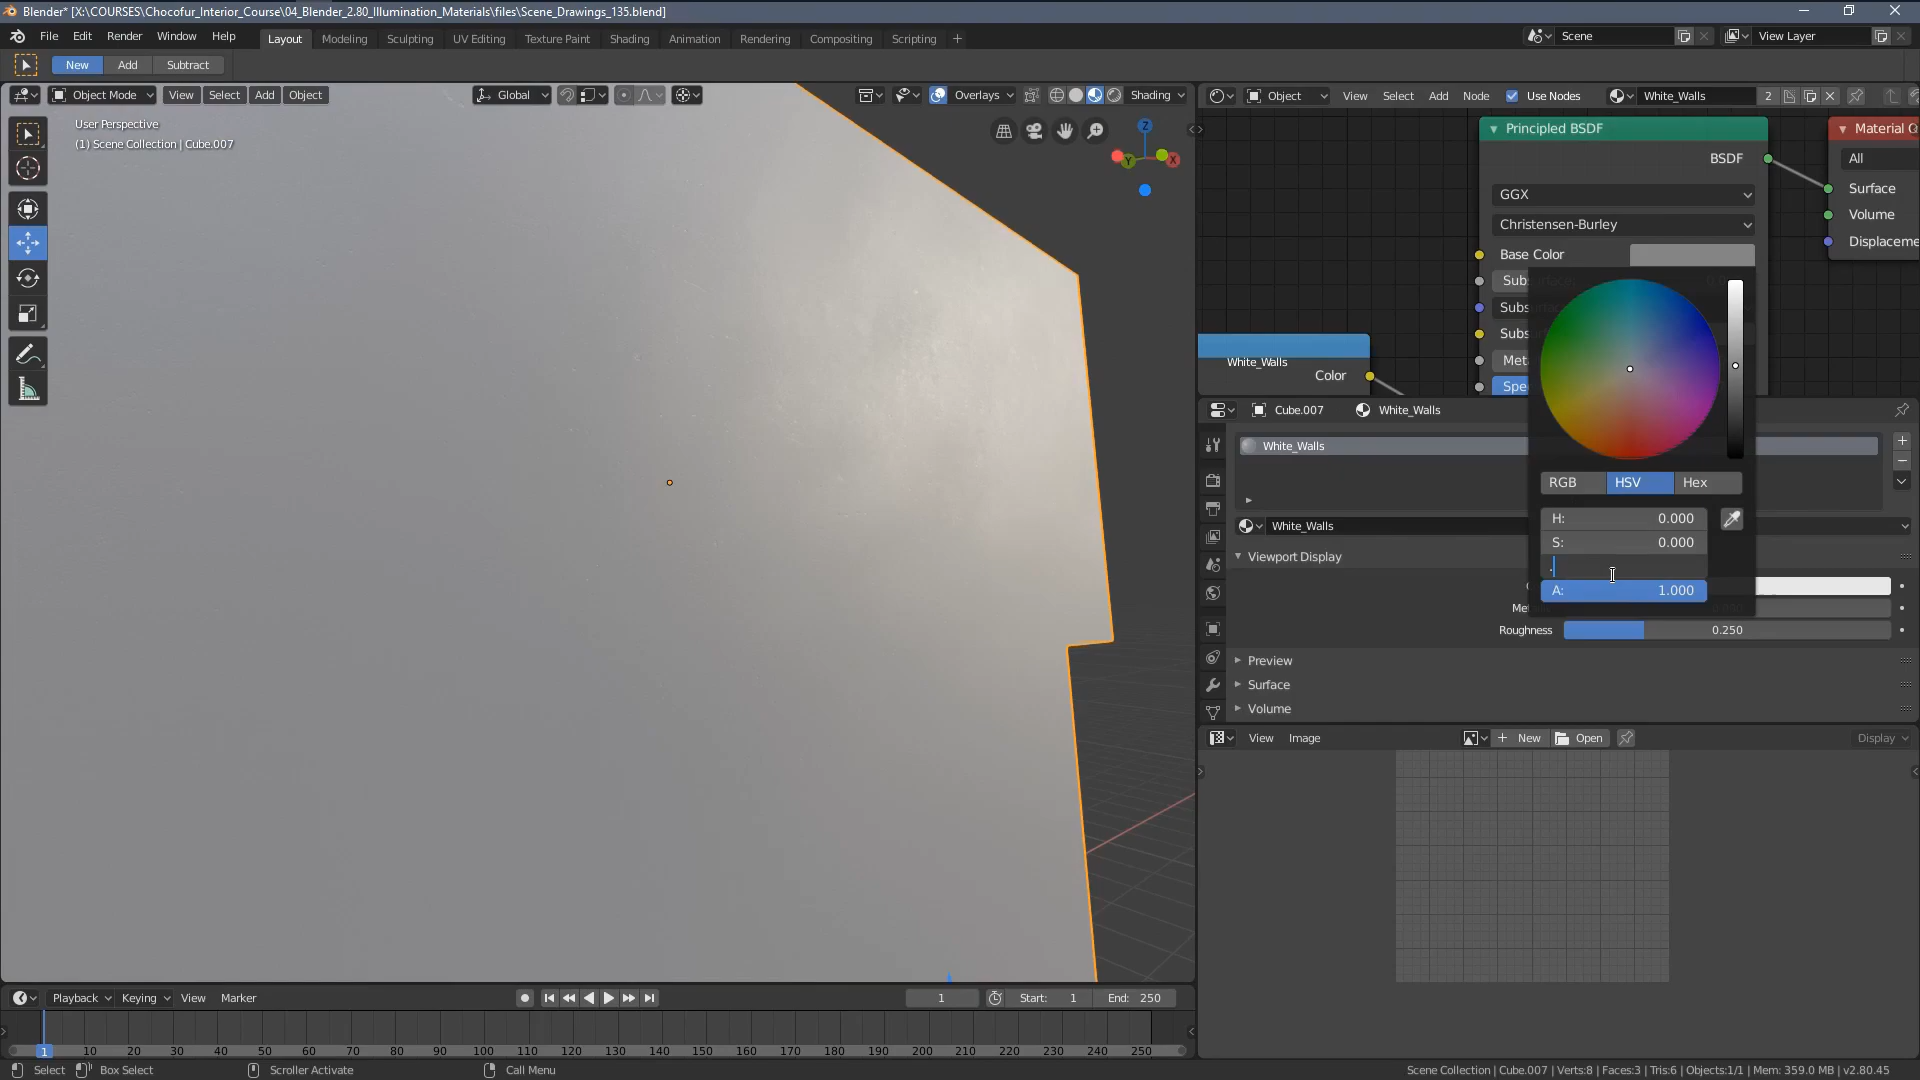 Blender* [X:\COURSES\Chocofur_Interior_Course\04_Blender_2.80_Illumination_Materials\files\Scene_Drawings_135.blend]
File Edit Render Window Help Layout Modeling Sculpting UV Editing Texture Paint Shading Animation Rendering Compositing Scripting + Scene View Layer
New Add Subtract
Object Mode View Select Add Object Global Overlays Shading
User Perspective
(1) Scene Collection | Cube.007
Z
Y
X
Object View Select Add Node Use Nodes White_Walls 2
Principled BSDF
BSDF
GGX
Christensen-Burley
Base Color
Subs
Subs
Subs
Meta
Spec
Material O
All
Surface
Volume
Displaceme
White_Walls
Color
RGB HSV Hex
H: 0.000
S: 0.000
.
A: 1.000
Cube.007 White_Walls
White_Walls
White_Walls
Viewport Display
Roughness 0.250
Preview
Surface
Volume
View Image New Open Display
Playback Keying View Marker 1 Start: 1 End: 250
1 10 20 30 40 50 60 70 80 90 100 110 120 130 140 150 160 170 180 190 200 210 220 230 240 250
Select Box Select Scroller Activate Call Menu Scene Collection | Cube.007 | Verts:8 | Faces:3 | Tris:6 | Objects:1/1 | Mem: 359.0 MB | v2.80.45